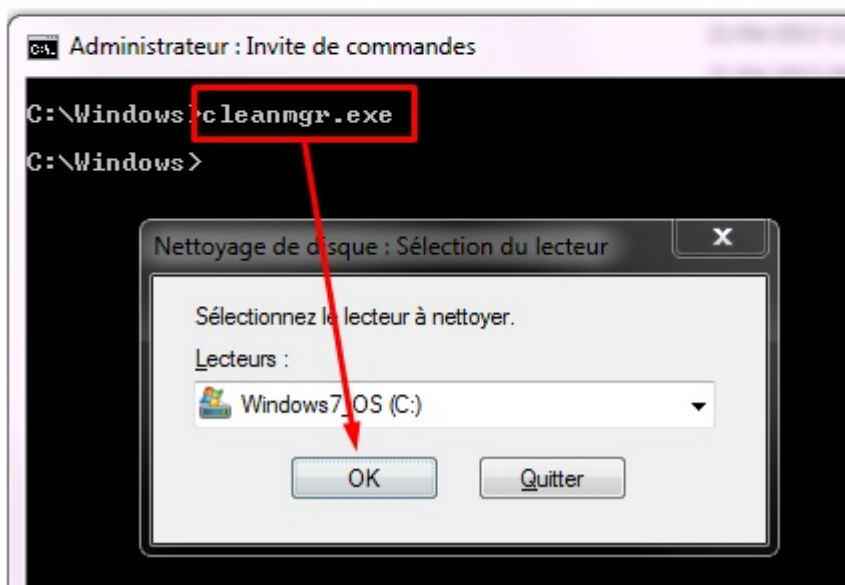 Administrateur : Invite de commandes
C:\Windows>cleanmgr.exe
C:\Windows>
Nettoyage de disque : Sélection du lecteur
Sélectionnez le lecteur à nettoyer.
Lecteurs :
Windows7_OS (C:)
OK Quitter